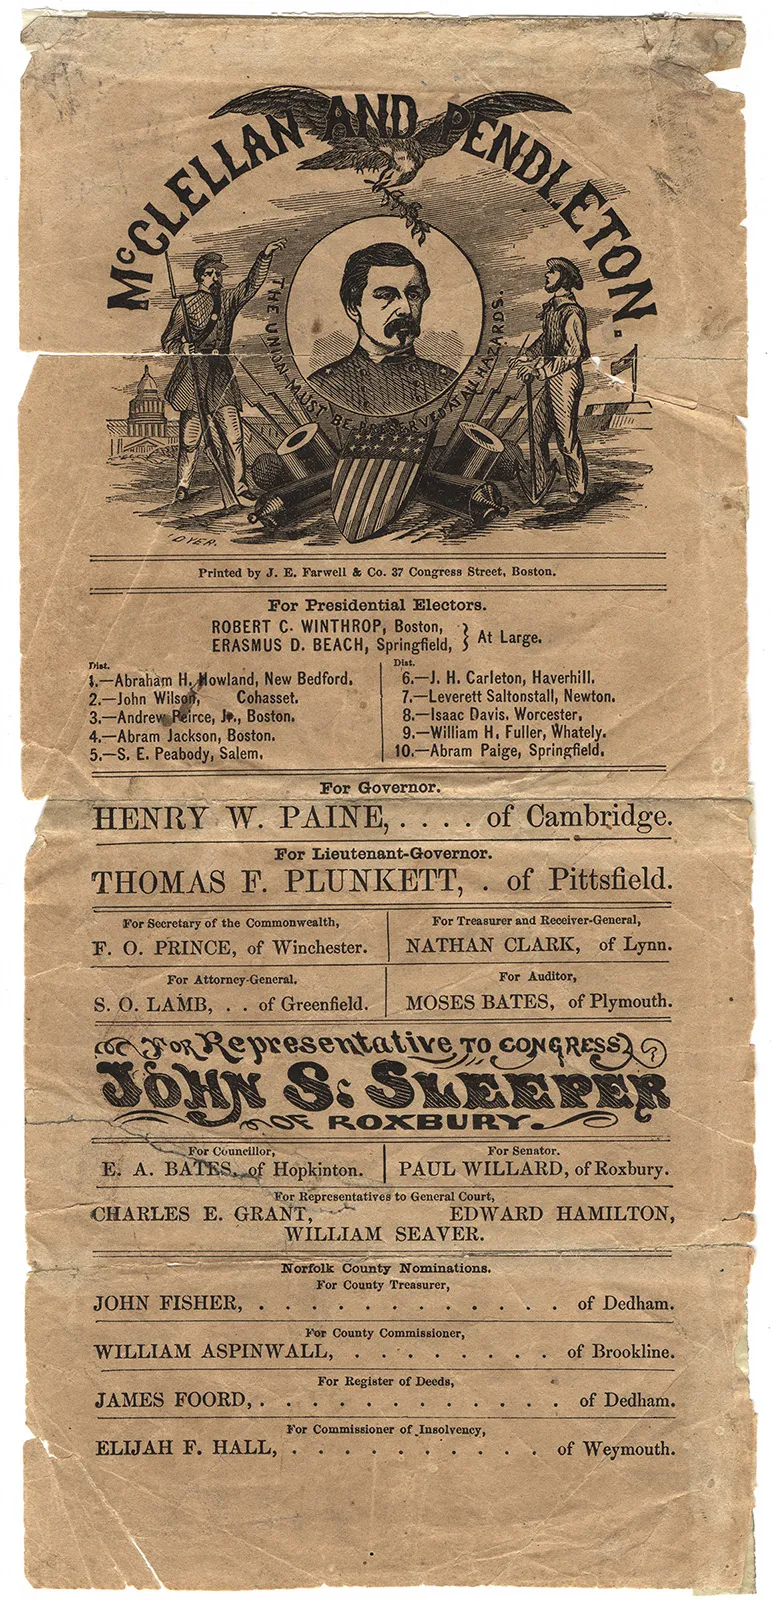 McCLELLAN AND PENDLETON.
THE UNION MUST BE PRESERVED AT ALL HAZARDS.
DYER.
Printed by J. E. Farwell & Co. 37 Congress Street, Boston.
For Presidential Electors.
ROBERT C. WINTHROP, Boston,
ERASMUS D. BEACH, Springfield, } At Large.
Dist.
1.—Abraham H. Howland, New Bedford.
2.—John Wilson, Cohasset.
3.—Andrew Peirce, Jr., Boston.
4.—Abram Jackson, Boston.
5.—S. E. Peabody, Salem.
Dist.
6.—J. H. Carleton, Haverhill.
7.—Leverett Saltonstall, Newton.
8.—Isaac Davis, Worcester,
9.—William H. Fuller, Whately.
10.—Abram Paige, Springfield.
For Governor.
HENRY W. PAINE, . . . . of Cambridge.
For Lieutenant-Governor.
THOMAS F. PLUNKETT, . of Pittsfield.
For Secretary of the Commonwealth,
F. O. PRINCE, of Winchester.
For Treasurer and Receiver-General,
NATHAN CLARK, of Lynn.
For Attorney-General.
S. O. LAMB, . . of Greenfield.
For Auditor,
MOSES BATES, of Plymouth.
FOR Representative TO CONGRESS,
JOHN S. SLEEPER
OF ROXBURY.
For Councillor,
E. A. BATES, of Hopkinton.
For Senator.
PAUL WILLARD, of Roxbury.
For Representatives to General Court,
CHARLES E. GRANT, EDWARD HAMILTON,
WILLIAM SEAVER.
Norfolk County Nominations.
For County Treasurer,
JOHN FISHER, . . . . . . . . . . . . of Dedham.
For County Commissioner,
WILLIAM ASPINWALL, . . . . . . . . of Brookline.
For Register of Deeds,
JAMES FOORD, . . . . . . . . . . . . of Dedham.
For Commissioner of Insolvency,
ELIJAH F. HALL, . . . . . . . . . . . of Weymouth.